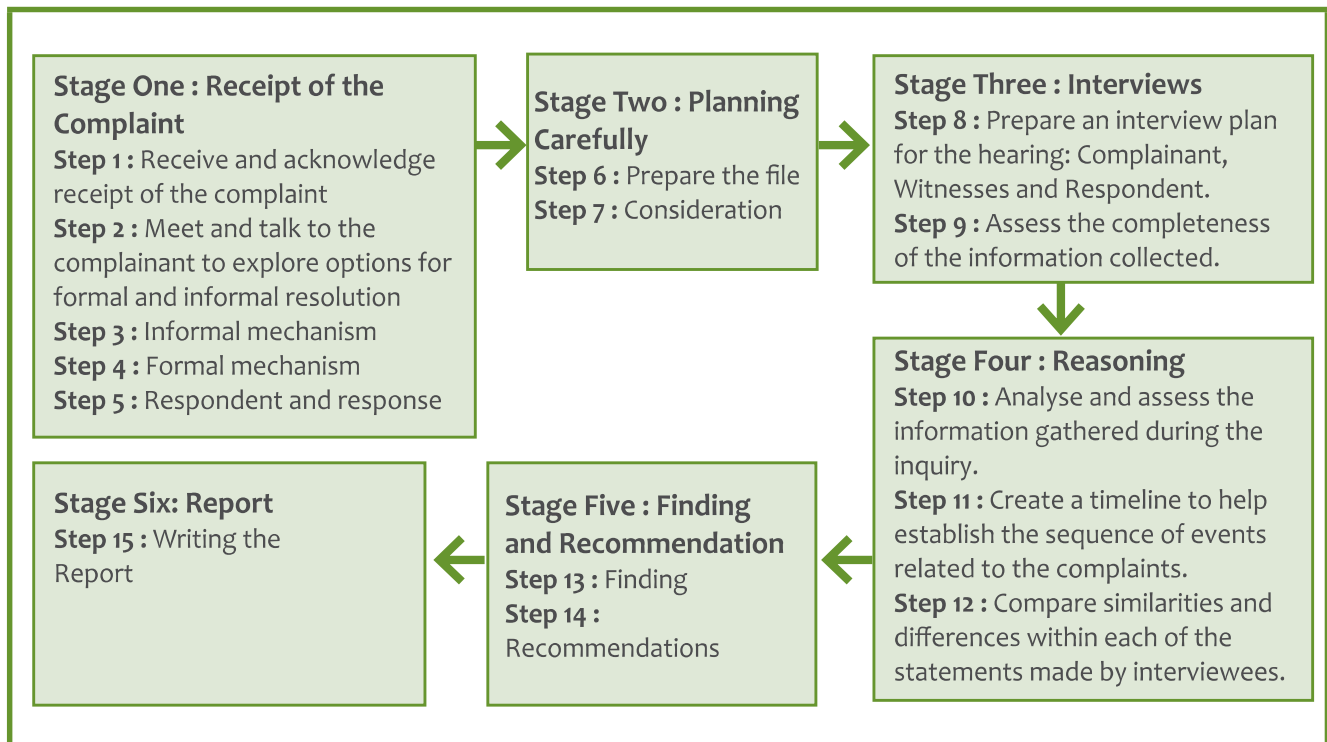 Stage One : Receipt of the
Complaint
Step 1 : Receive and acknowledge
receipt of the complaint
Step 2 : Meet and talk to the
complainant to explore options for
formal and informal resolution
Step 3 : Informal mechanism
Step 4 : Formal mechanism
Step 5 : Respondent and response
Stage Two : Planning
Carefully
Step 6 : Prepare the file
Step 7 : Consideration
Stage Three : Interviews
Step 8 : Prepare an interview plan
for the hearing: Complainant,
Witnesses and Respondent.
Step 9 : Assess the completeness
of the information collected.
Stage Four : Reasoning
Step 10 : Analyse and assess the
information gathered during the
inquiry.
Step 11 : Create a timeline to help
establish the sequence of events
related to the complaints.
Step 12 : Compare similarities and
differences within each of the
statements made by interviewees.
Stage Five : Finding
and Recommendation
Step 13 : Finding
Step 14 :
Recommendations
Stage Six: Report
Step 15 : Writing the
Report